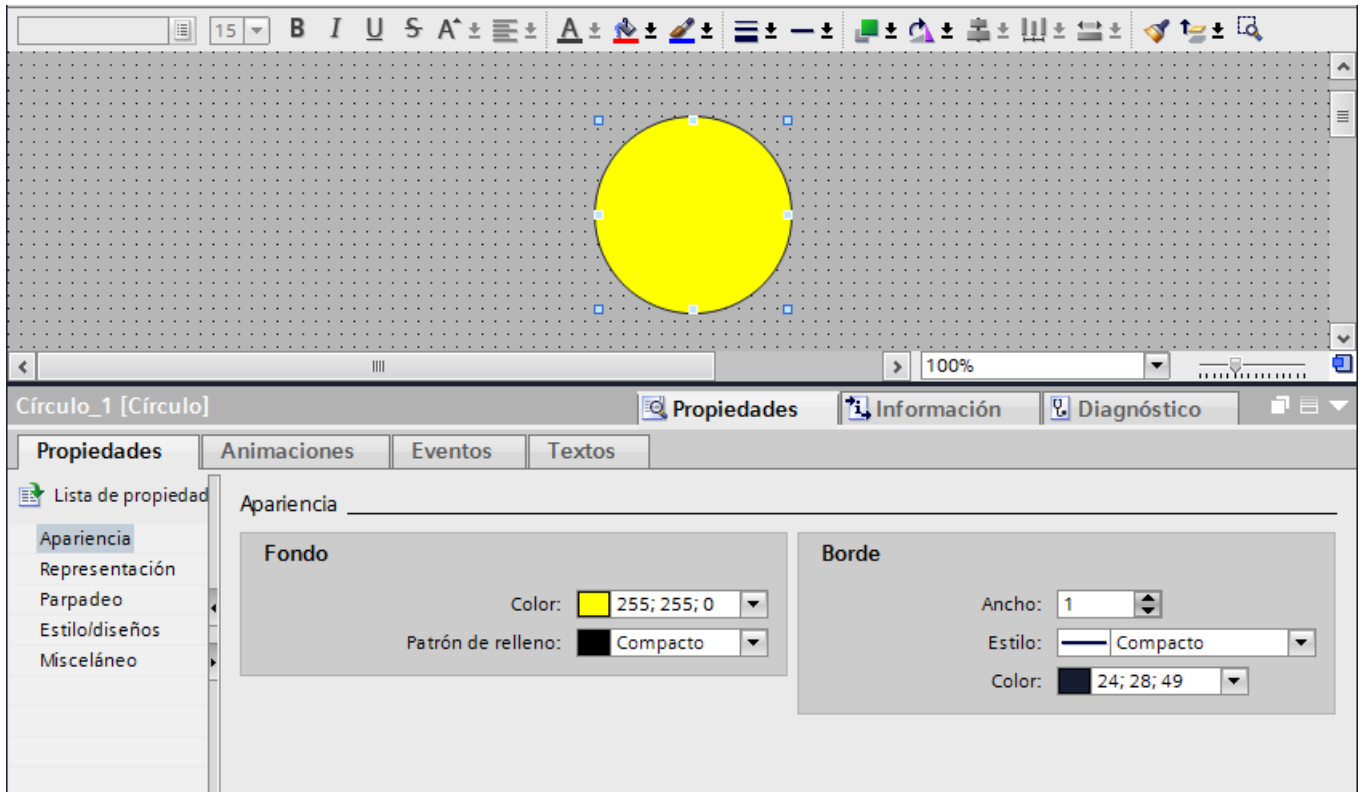 15 B I U S A A
100%
Círculo_1 [Círculo]
Propiedades Información Diagnóstico
Propiedades Animaciones Eventos Textos
Lista de propiedad
Apariencia
Representación
Parpadeo
Estilo/diseños
Misceláneo
Apariencia
Fondo
Color: 255; 255; 0
Patrón de relleno: Compacto
Borde
Ancho: 1
Estilo: Compacto
Color: 24; 28; 49